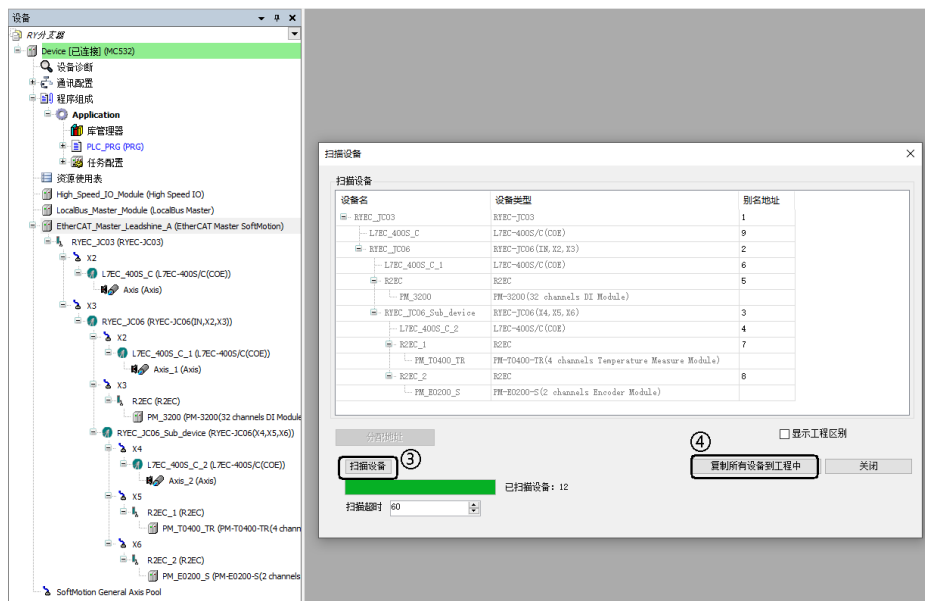 设备
RY分支器
Device [已连接] (MC532)
设备诊断
通讯配置
程序组成
Application
库管理器
PLC_PRG (PRG)
任务配置
资源使用表
High_Speed_IO_Module (High Speed IO)
LocalBus_Master_Module (LocalBus Master)
EtherCAT_Master_Leadshine_A (EtherCAT Master SoftMotion)
RYEC_JC03 (RYEC-JC03)
X2
L7EC_400S_C (L7EC-400S/C(COE))
Axis (Axis)
X3
RYEC_JC06 (RYEC-JC06(IN,X2,X3))
X2
L7EC_400S_C_1 (L7EC-400S/C(COE))
Axis_1 (Axis)
X3
R2EC (R2EC)
PM_3200 (PM-3200(32 channels DI Module
RYEC_JC06_Sub_device (RYEC-JC06(X4,X5,X6))
X4
L7EC_400S_C_2 (L7EC-400S/C(COE))
Axis_2 (Axis)
X5
R2EC_1 (R2EC)
PM_T0400_TR (PM-T0400-TR(4 chann
X6
R2EC_2 (R2EC)
PM_E0200_S (PM-E0200-S(2 channels
SoftMotion General Axis Pool
扫描设备
扫描设备
设备名 设备类型 别名地址
RYEC_JC03 RYEC-JC03 1
L7EC_400S_C L7EC-400S/C(COE) 9
RYEC_JC06 RYEC-JC06(IN,X2,X3) 2
L7EC_400S_C_1 L7EC-400S/C(COE) 6
R2EC R2EC 5
PM_3200 PM-3200(32 channels DI Module)
RYEC_JC06_Sub_device RYEC-JC06(X4,X5,X6) 3
L7EC_400S_C_2 L7EC-400S/C(COE) 4
R2EC_1 R2EC 7
PM_T0400_TR PM-T0400-TR(4 channels Temperature Measure Module)
R2EC_2 R2EC 8
PM_E0200_S PM-E0200-S(2 channels Encoder Module)
分配地址 显示工程区别
扫描设备 ③ ④ 复制所有设备到工程中 关闭
已扫描设备: 12
扫描超时 60